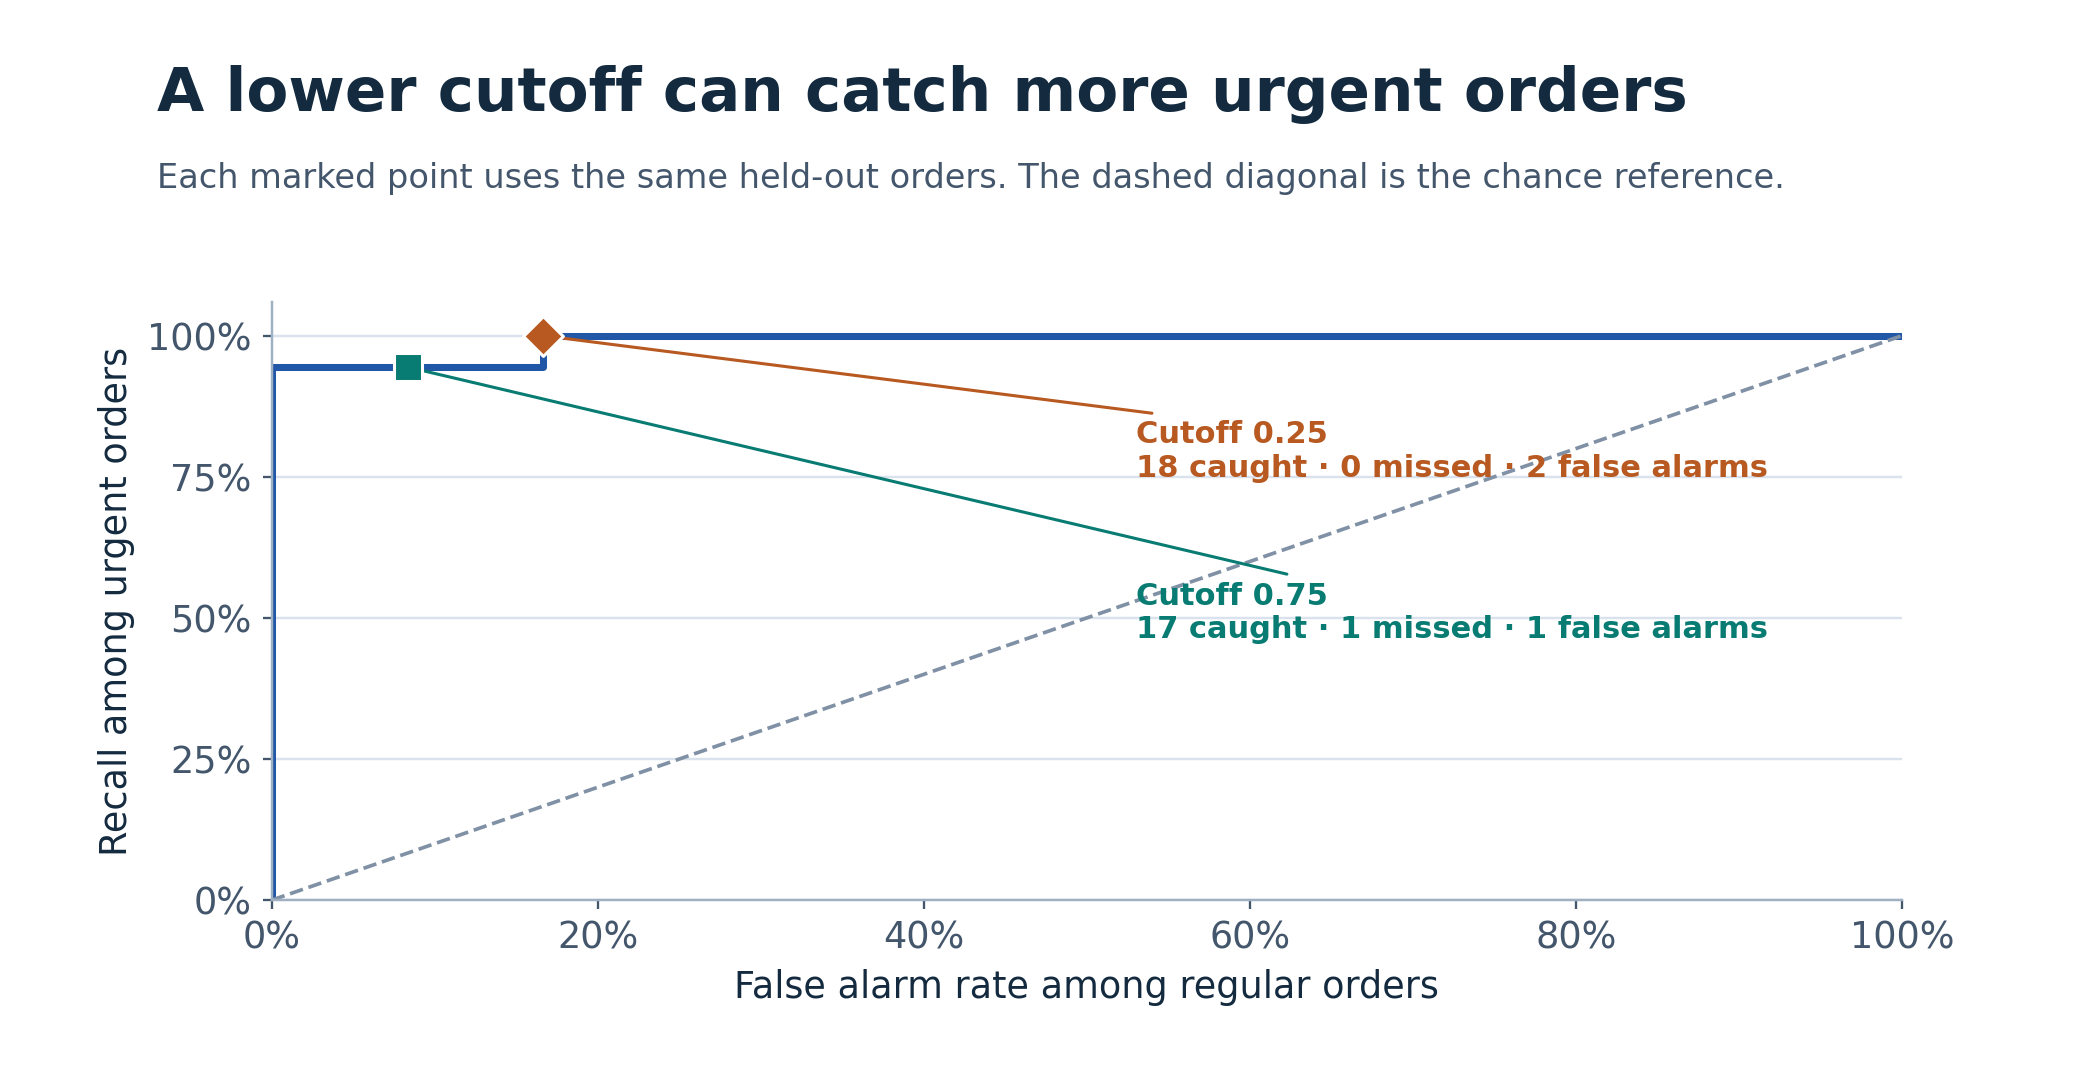 A lower cutoff can catch more urgent orders
Each marked point uses the same held-out orders. The dashed diagonal is the chance reference.
Recall among urgent orders
100%
75%
50%
25%
0%
Cutoff 0.25
18 caught · 0 missed · 2 false alarms
Cutoff 0.75
17 caught · 1 missed · 1 false alarms
0% 20% 40% 60% 80% 100%
False alarm rate among regular orders